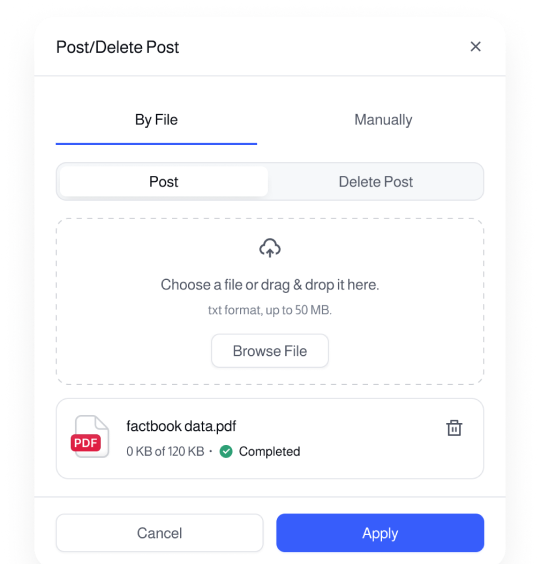 Post/Delete Post
By File
Manually
Post
Delete Post
Choose a file or drag & drop it here.
txt format, up to 50 MB.
Browse File
PDF
factbook data.pdf
0 KB of 120 KB • Completed
Cancel
Apply